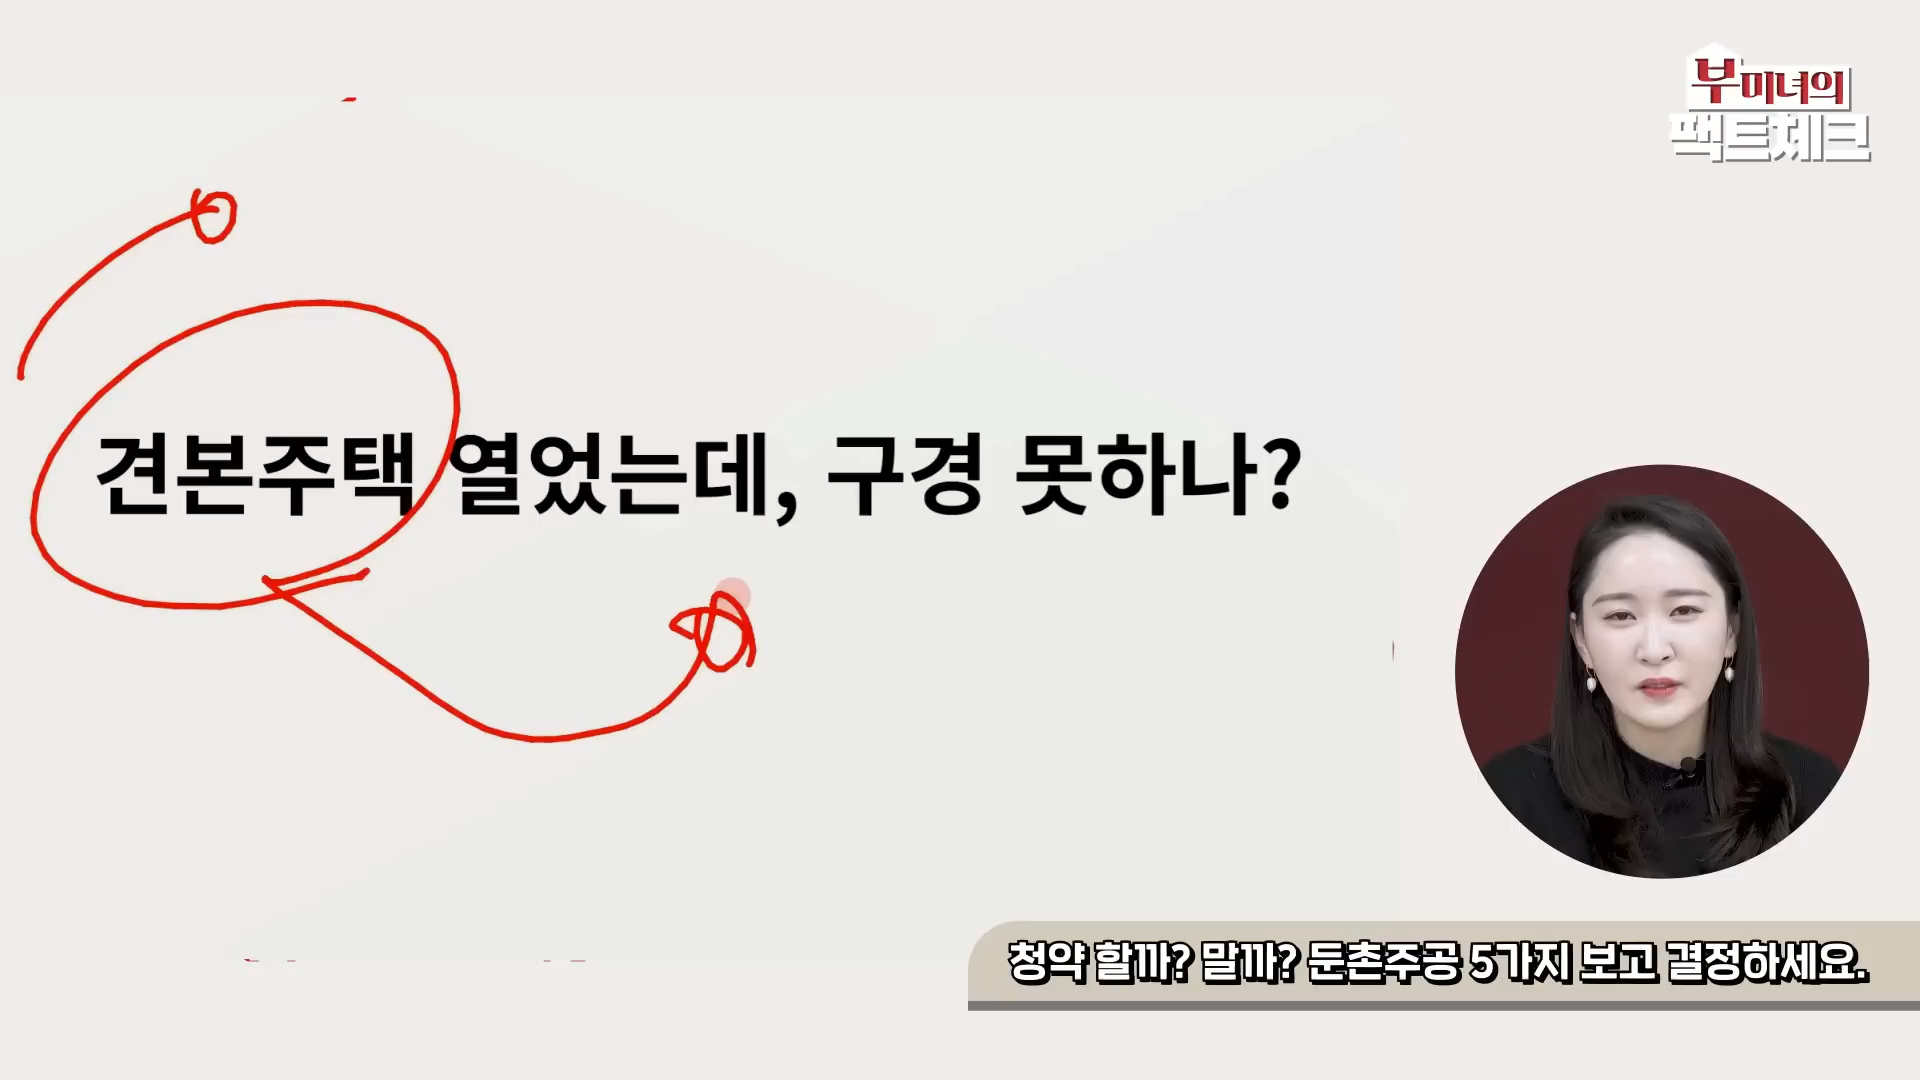 부미녀의
팩트체크
견본주택 열었는데, 구경 못하나?
청약 할까? 말까? 둔촌주공 5가지 보고 결정하세요.